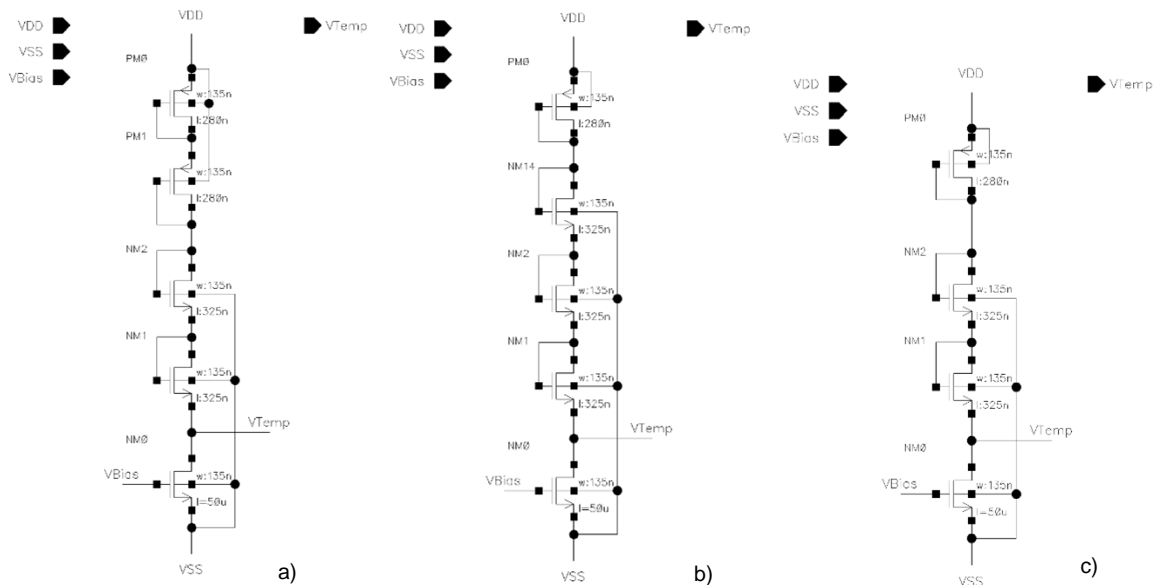 VDD
VDD
VSS
VBias
VTemp
PM0
w:135n
l:280n
PM1
w:135n
l:280n
NM2
w:135n
l:325n
NM1
w:135n
l:325n
VTemp
NM0
VBias
w:135n
l=50u
VSS
a)
VDD
VDD
VSS
VBias
VTemp
PM0
w:135n
l:280n
NM14
w:135n
l:325n
NM2
w:135n
l:325n
NM1
w:135n
l:325n
VTemp
NM0
VBias
w:135n
l=50u
VSS
b)
VDD
VDD
VSS
VBias
VTemp
PM0
w:135n
l:280n
NM2
w:135n
l:325n
NM1
w:135n
l:325n
VTemp
NM0
VBias
w:135n
l=50u
VSS
c)